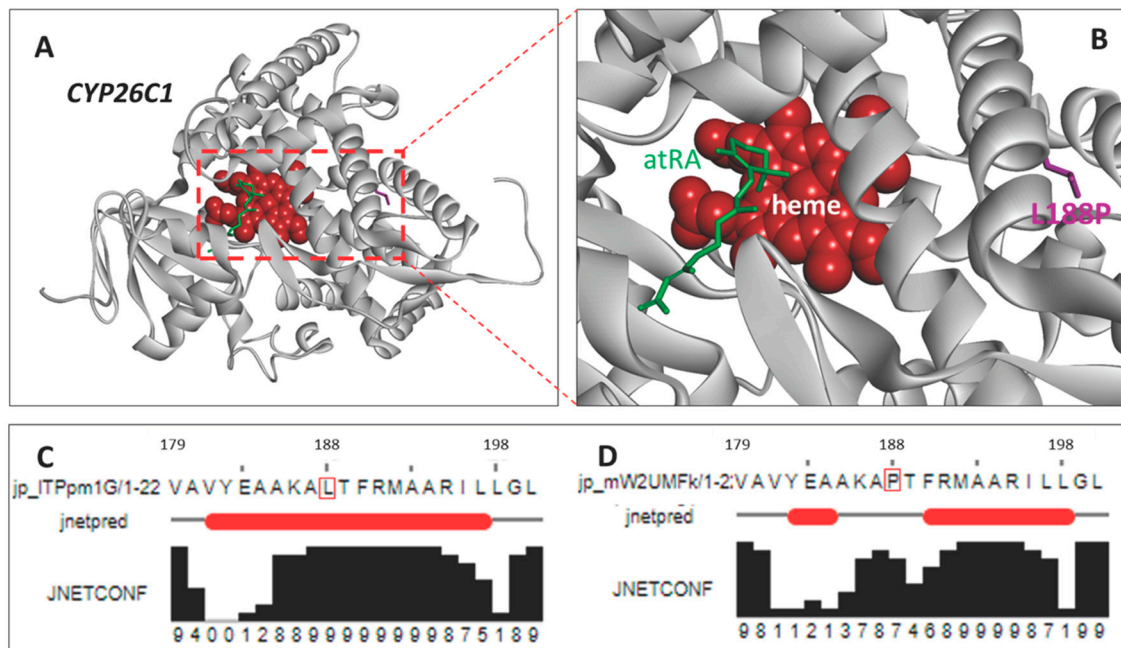 A
CYP26C1
B
atRA
heme
L188P
C
179 188 198
jp_ITPpm1G/1-22 V A V Y E A A K A L T F R M A A R I L L G L
jnetpred
JNETCONF
9 4 0 0 1 2 8 8 9 9 9 9 9 9 9 9 8 7 5 1 8 9
D
179 188 198
jp_mW2UMFk/1-2 V A V Y E A A K A P T F R M A A R I L L G L
jnetpred
JNETCONF
9 8 1 1 2 1 3 7 8 7 4 6 8 9 9 9 9 8 7 1 9 9